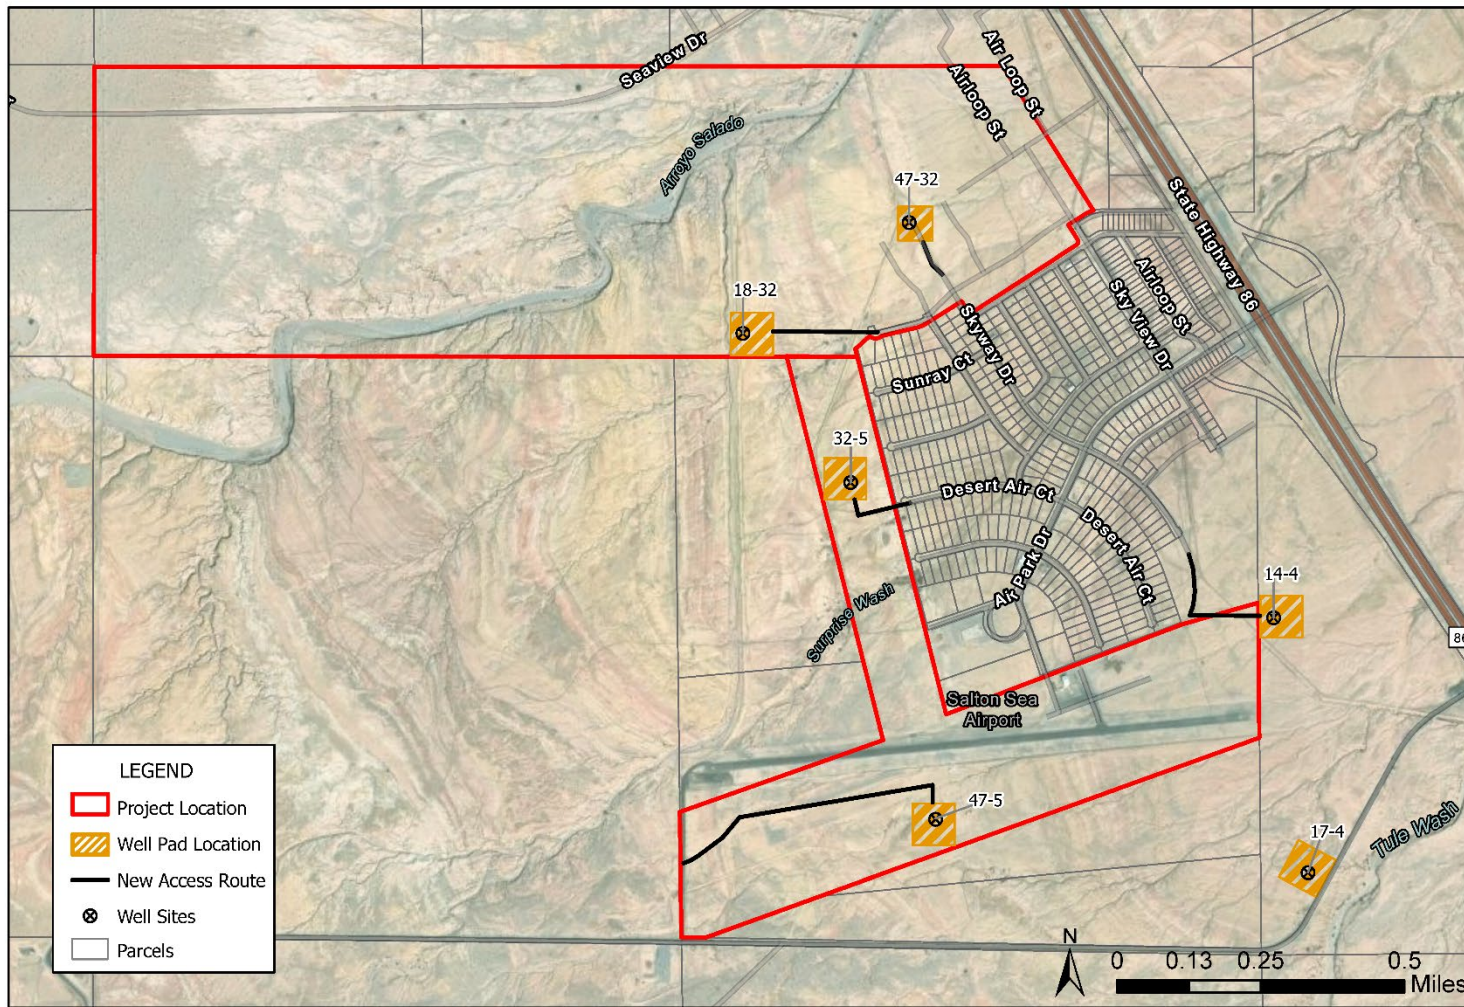 Seaview Dr
Air Loop St
Airloop St
Arroyo Salado
State Highway 86
47-32
18-32
Airloop St
Sky View Dr
Skyway Dr
Sunray Ct
32-5
Desert Air Ct
Desert Air Ct
Air Park Dr
14-4
Surprise Wash
86
Salton Sea
Airport
47-5
17-4
Tule Wash
LEGEND
Project Location
Well Pad Location
New Access Route
Well Sites
Parcels
N
0 0.13 0.25 0.5
Miles